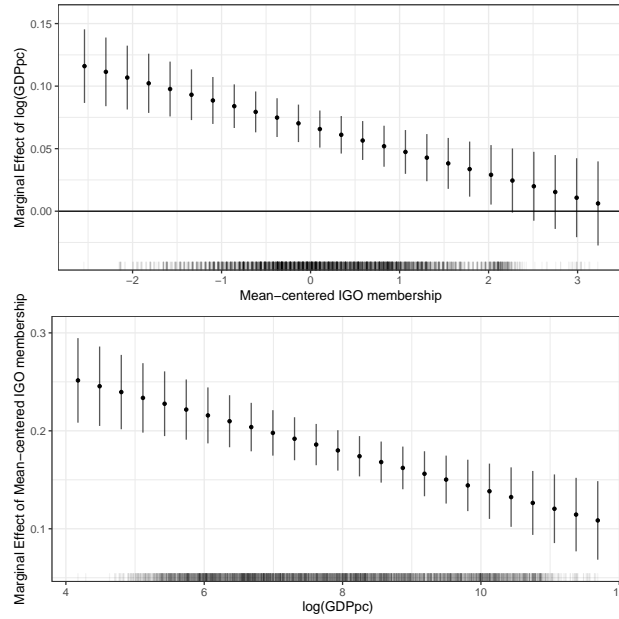 0.15
0.10
0.05
0.00
Marginal Effect of log(GDPpc)
−2 −1 0 1 2 3
Mean−centered IGO membership
0.3
0.2
0.1
Marginal Effect of Mean−centered IGO membership
4 6 8 10 1
log(GDPpc)